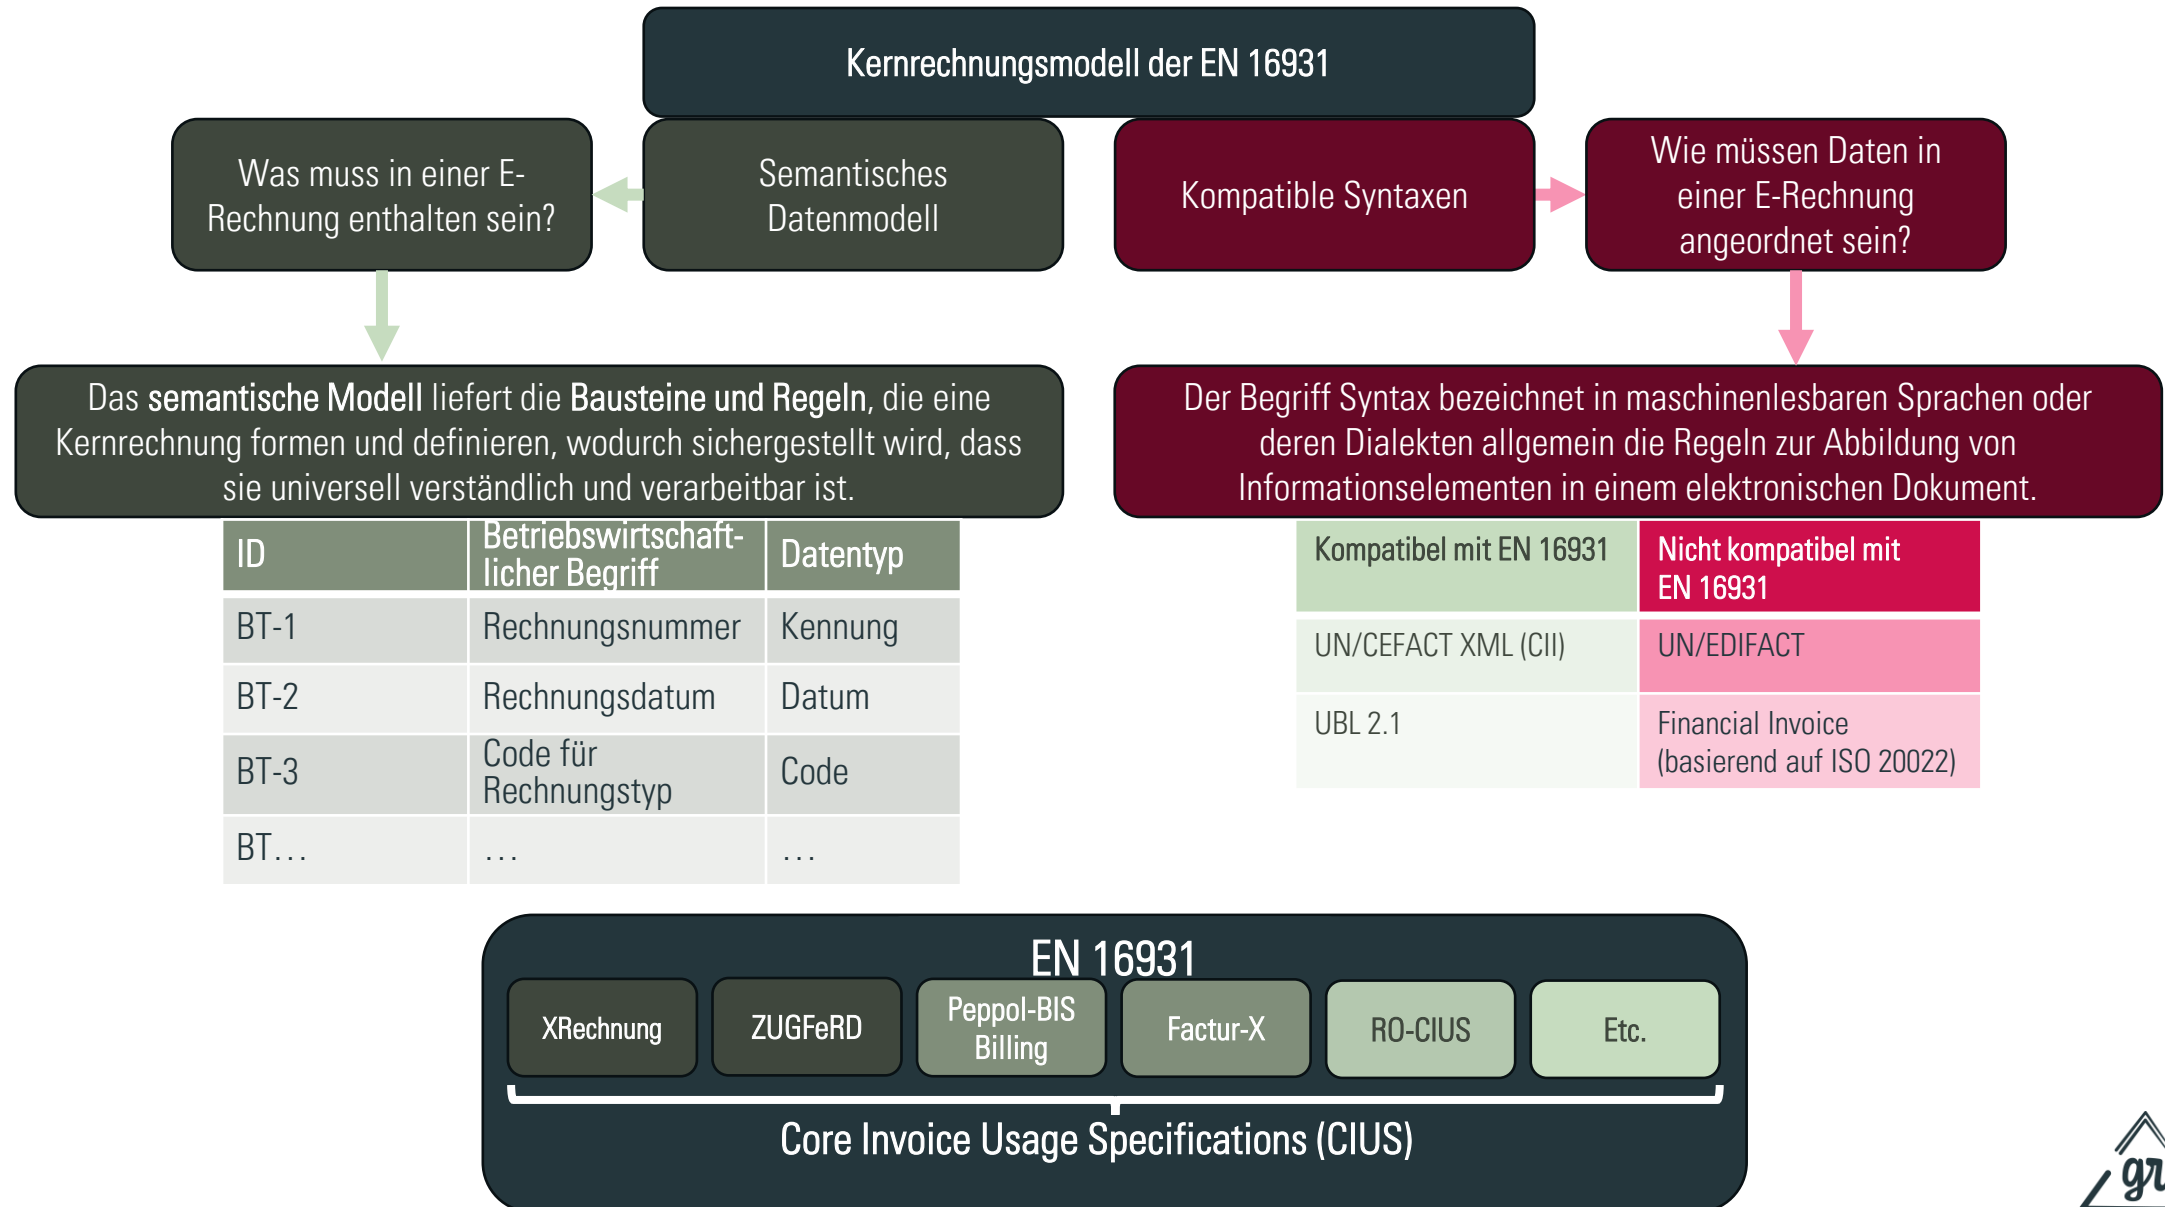 Kernrechnungsmodell der EN 16931
Was muss in einer E-
Rechnung enthalten sein?
Semantisches
Datenmodell
Kompatible Syntaxen
Wie müssen Daten in
einer E-Rechnung
angeordnet sein?
Das semantische Modell liefert die Bausteine und Regeln, die eine
Kernrechnung formen und definieren, wodurch sichergestellt wird, dass
sie universell verständlich und verarbeitbar ist.
Der Begriff Syntax bezeichnet in maschinenlesbaren Sprachen oder
deren Dialekten allgemein die Regeln zur Abbildung von
Informationselementen in einem elektronischen Dokument.
ID
Betriebswirtschaft-
licher Begriff
Datentyp
BT-1
Rechnungsnummer
Kennung
BT-2
Rechnungsdatum
Datum
BT-3
Code für
Rechnungstyp
Code
BT…
…
…
Kompatibel mit EN 16931
Nicht kompatibel mit
EN 16931
UN/CEFACT XML (CII)
UN/EDIFACT
UBL 2.1
Financial Invoice
(basierend auf ISO 20022)
EN 16931
XRechnung
ZUGFeRD
Peppol-BIS
Billing
Factur-X
RO-CIUS
Etc.
Core Invoice Usage Specifications (CIUS)